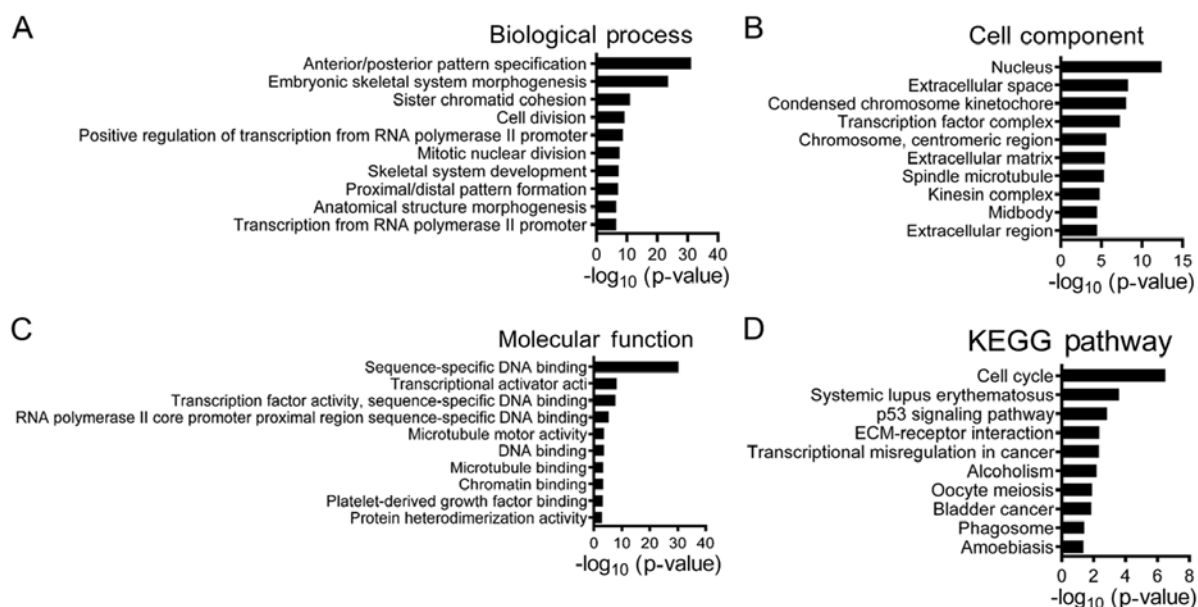 A
Biological process
Anterior/posterior pattern specification
Embryonic skeletal system morphogenesis
Sister chromatid cohesion
Cell division
Positive regulation of transcription from RNA polymerase II promoter
Mitotic nuclear division
Skeletal system development
Proximal/distal pattern formation
Anatomical structure morphogenesis
Transcription from RNA polymerase II promoter
0 10 20 30 40
-log10 (p-value)
B
Cell component
Nucleus
Extracellular space
Condensed chromosome kinetochore
Transcription factor complex
Chromosome, centromeric region
Extracellular matrix
Spindle microtubule
Kinesin complex
Midbody
Extracellular region
0 5 10 15
-log10 (p-value)
C
Molecular function
Sequence-specific DNA binding
Transcriptional activator acti
Transcription factor activity, sequence-specific DNA binding
RNA polymerase II core promoter proximal region sequence-specific DNA binding
Microtubule motor activity
DNA binding
Microtubule binding
Chromatin binding
Platelet-derived growth factor binding
Protein heterodimerization activity
0 10 20 30 40
-log10 (p-value)
D
KEGG pathway
Cell cycle
Systemic lupus erythematosus
p53 signaling pathway
ECM-receptor interaction
Transcriptional misregulation in cancer
Alcoholism
Oocyte meiosis
Bladder cancer
Phagosome
Amoebiasis
0 2 4 6 8
-log10 (p-value)